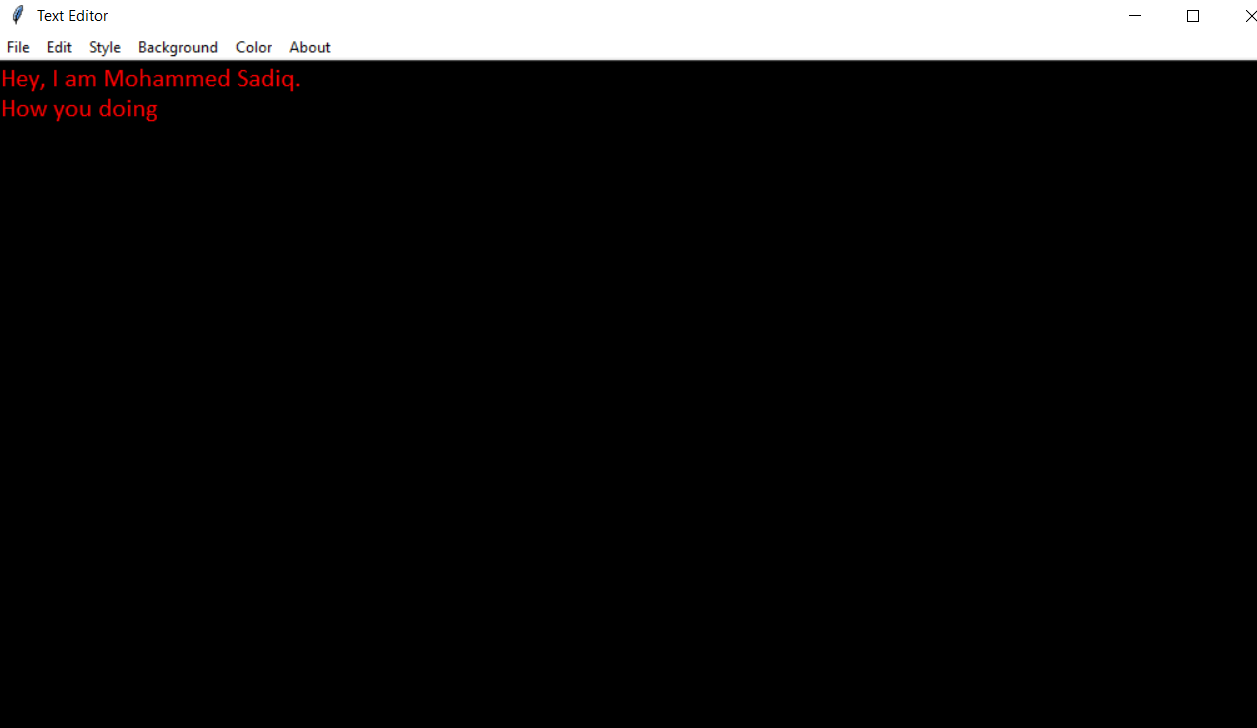 Text Editor
File Edit Style Background Color About
Hey, I am Mohammed Sadiq.
How you doing